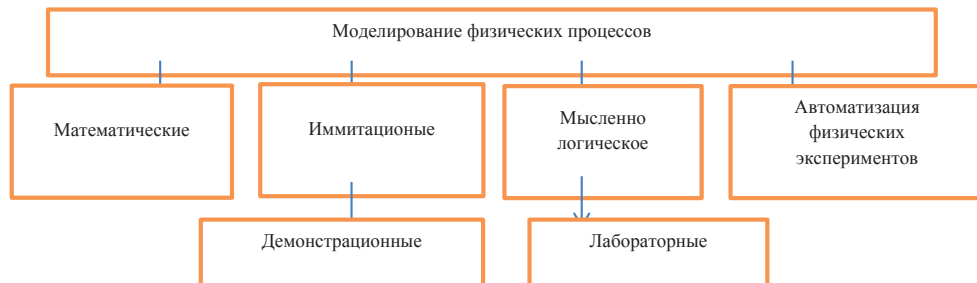 Моделирование физических процессов
Математические
Иммитационые
Мысленно
логическое
Автоматизация
физических
экспериментов
Демонстрационные
Лабораторные